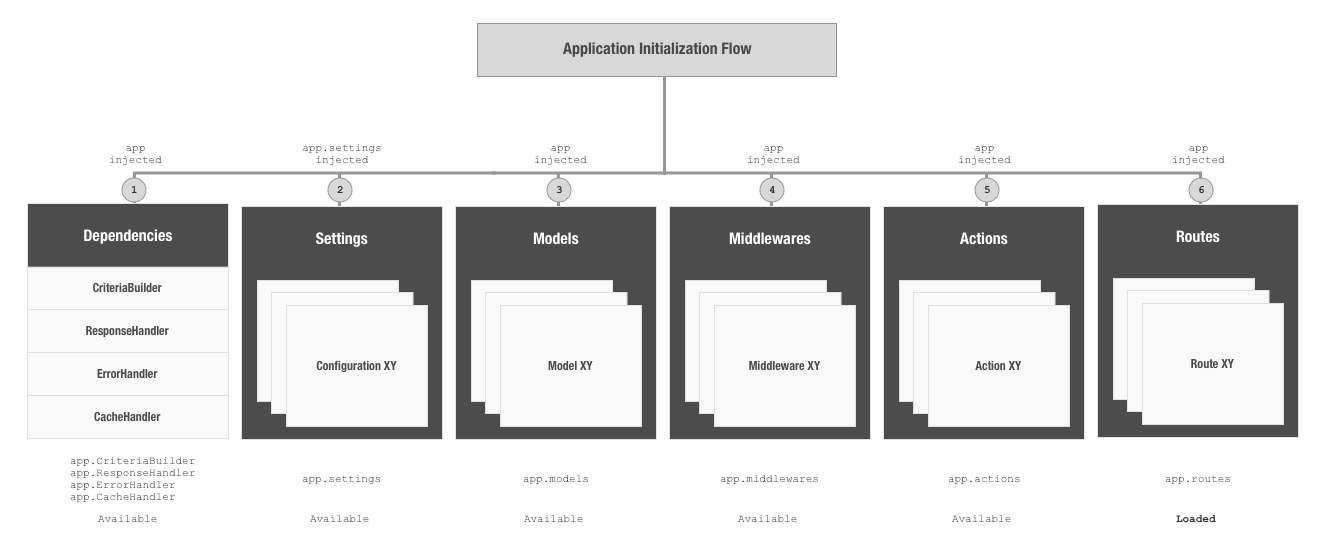 Application Initialization Flow
app
injected
app.settings
injected
app
injected
app
injected
app
injected
app
injected
1
2
3
4
5
6
Dependencies
Settings
Models
Middlewares
Actions
Routes
CriteriaBuilder
ResponseHandler
ErrorHandler
CacheHandler
Configuration XY
Model XY
Middleware XY
Action XY
Route XY
app.CriteriaBuilder
app.ResponseHandler
app.ErrorHandler
app.CacheHandler
app.settings
app.models
app.middlewares
app.actions
app.routes
Available
Available
Available
Available
Available
Loaded